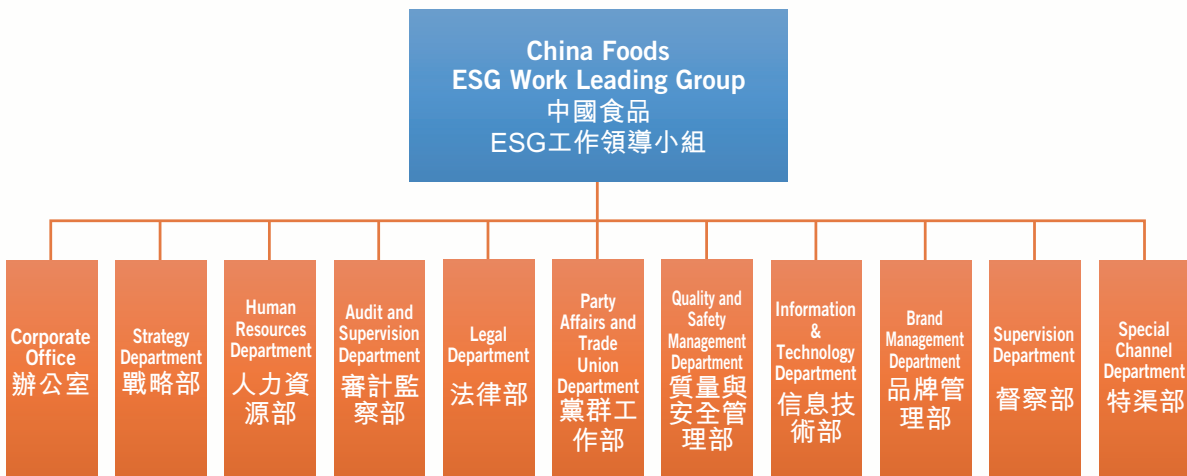 China Foods
ESG Work Leading Group
中國食品
ESG工作領導小組
Corporate
Office
辦公室
Strategy
Department
戰略部
Human
Resources
Department
人力資
源部
Audit and
Supervision
Department
審計監
察部
Legal
Department
法律部
Party
Affairs and
Trade
Union
Department
黨群工
作部
Quality and
Safety
Management
Department
質量與
安全管
理部
Information
&
Technology
Department
信息技
術部
Brand
Management
Department
品牌管
理部
Supervision
Department
督察部
Special
Channel
Department
特渠部